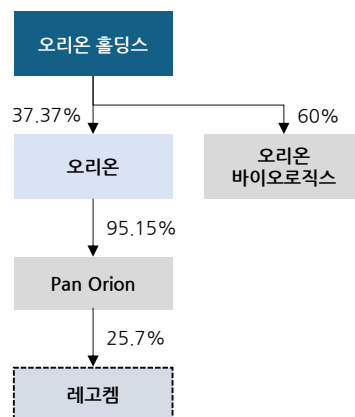 오리온 홀딩스
37.37%
60%
오리온
오리온
바이오로직스
95.15%
Pan Orion
25.7%
레고켐